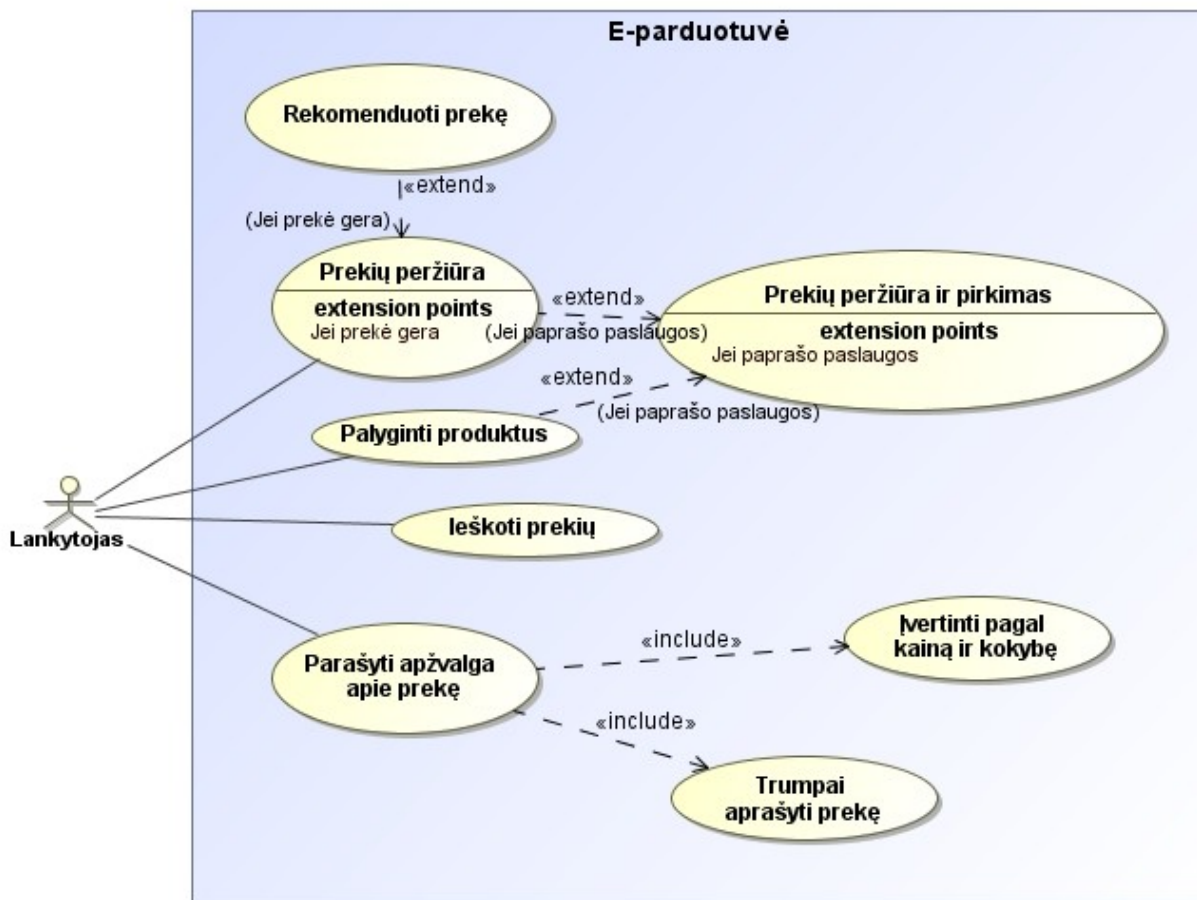 E-parduotuvė
Rekomenduoti prekę
«extend»
(Jei prekė gera)
Prekių peržiūra
extension points
Jei prekė gera
«extend»
(Jei paprašo paslaugos)
Prekių peržiūra ir pirkimas
extension points
Jei paprašo paslaugos
«extend»
(Jei paprašo paslaugos)
Palyginti produktus
Ieškoti prekių
Lankytojas
Parašyti apžvalga
apie prekę
«include»
Įvertinti pagal
kainą ir kokybę
«include»
Trumpai
aprašyti prekę